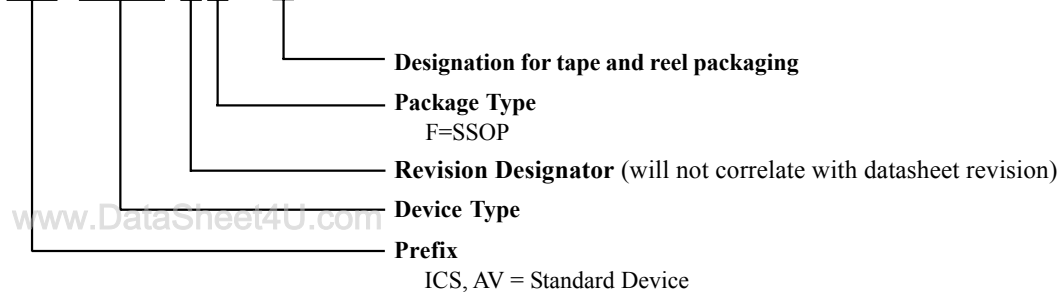 Designation for tape and reel packaging
Package Type
F=SSOP
Revision Designator (will not correlate with datasheet revision)
www.DataSheet4U.com
Device Type
Prefix
ICS, AV = Standard Device